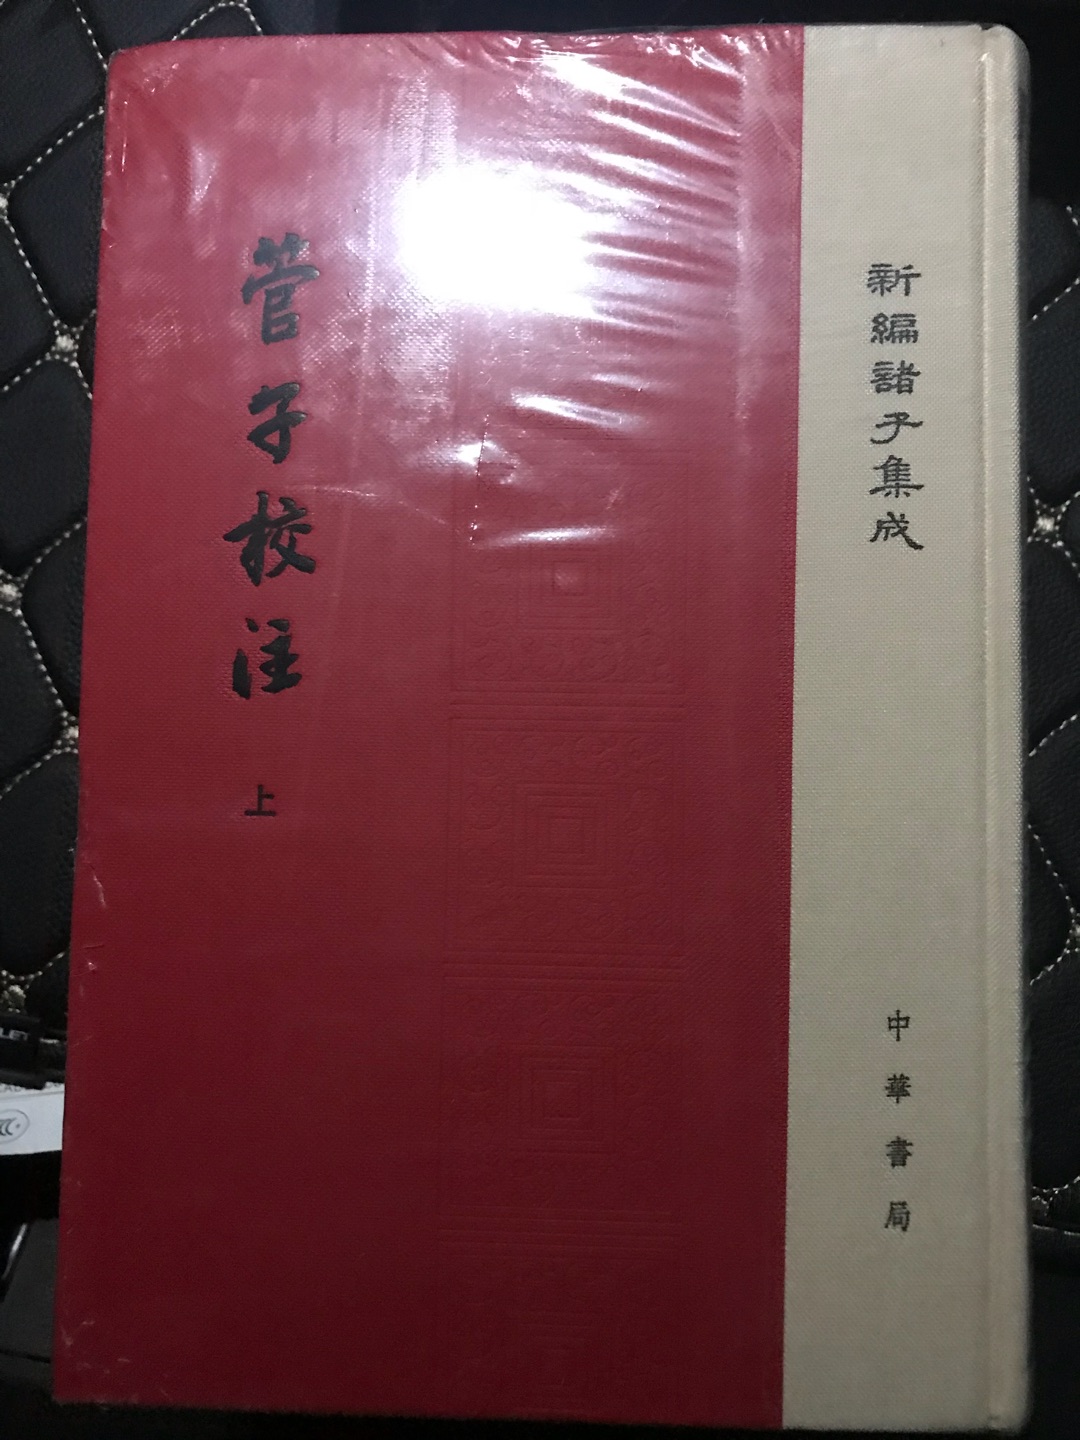 新編諸子集成
中華書局
管子校注
上